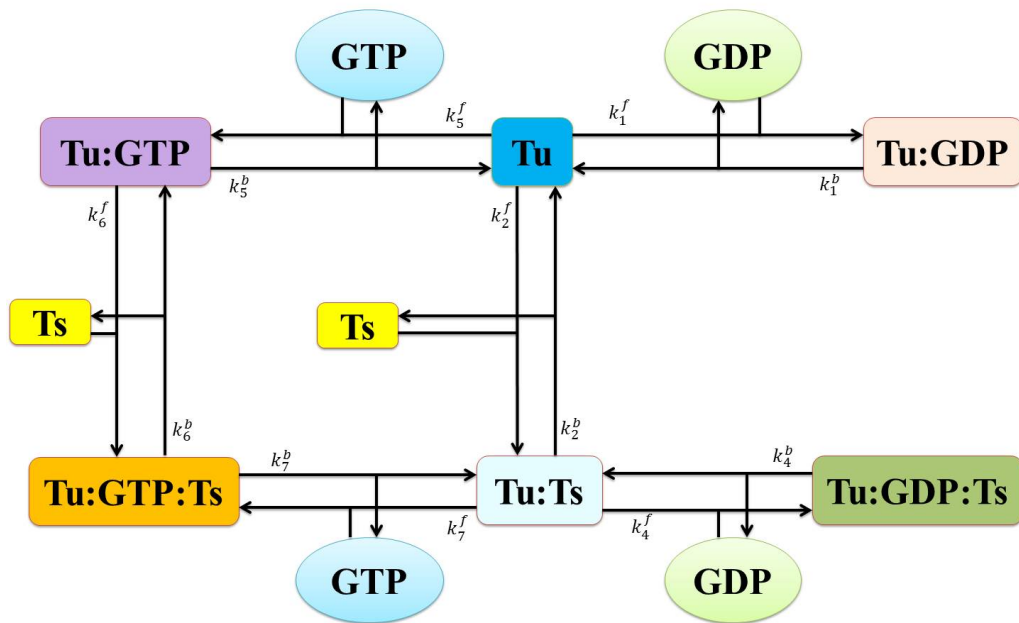 GTP
GDP
k_5^f
k_1^f
Tu:GTP
Tu
Tu:GDP
k_5^b
k_1^b
k_6^f
k_2^f
Ts
Ts
k_6^b
k_2^b
k_7^b
k_4^b
Tu:GTP:Ts
Tu:Ts
Tu:GDP:Ts
k_7^f
k_4^f
GTP
GDP